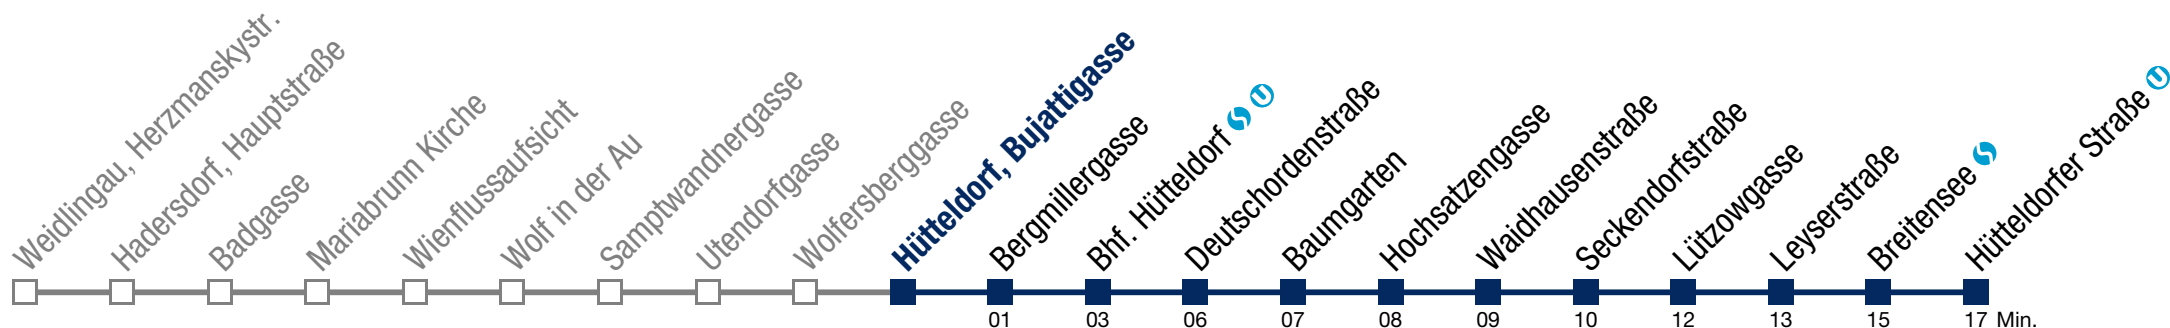 Weidlingau, Herzmanskystr.
Hadersdorf, Hauptstraße
Badgasse
Mariabrunn Kirche
Wienflussaufsicht
Wolf in der Au
Samptwandnergasse
Utendorfgasse
Wolfersberggasse
Hütteldorf, Bujattigasse
Bergmillergasse
Bhf. Hütteldorf S U
Deutschordenstraße
Baumgarten
Hochsatzengasse
Waidhausenstraße
Seckendorfstraße
Lützowgasse
Leyserstraße
Breitensee S
Hütteldorfer Straße U
01 03 06 07 08 09 10 12 13 15 17 Min.